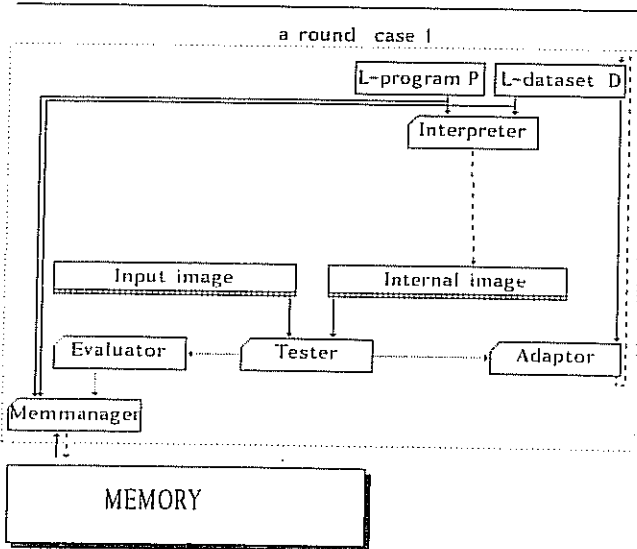 a round case 1
L-program P
L-dataset D
Interpreter
Input image
Internal image
Evaluator
Tester
Adaptor
Memmanager
MEMORY